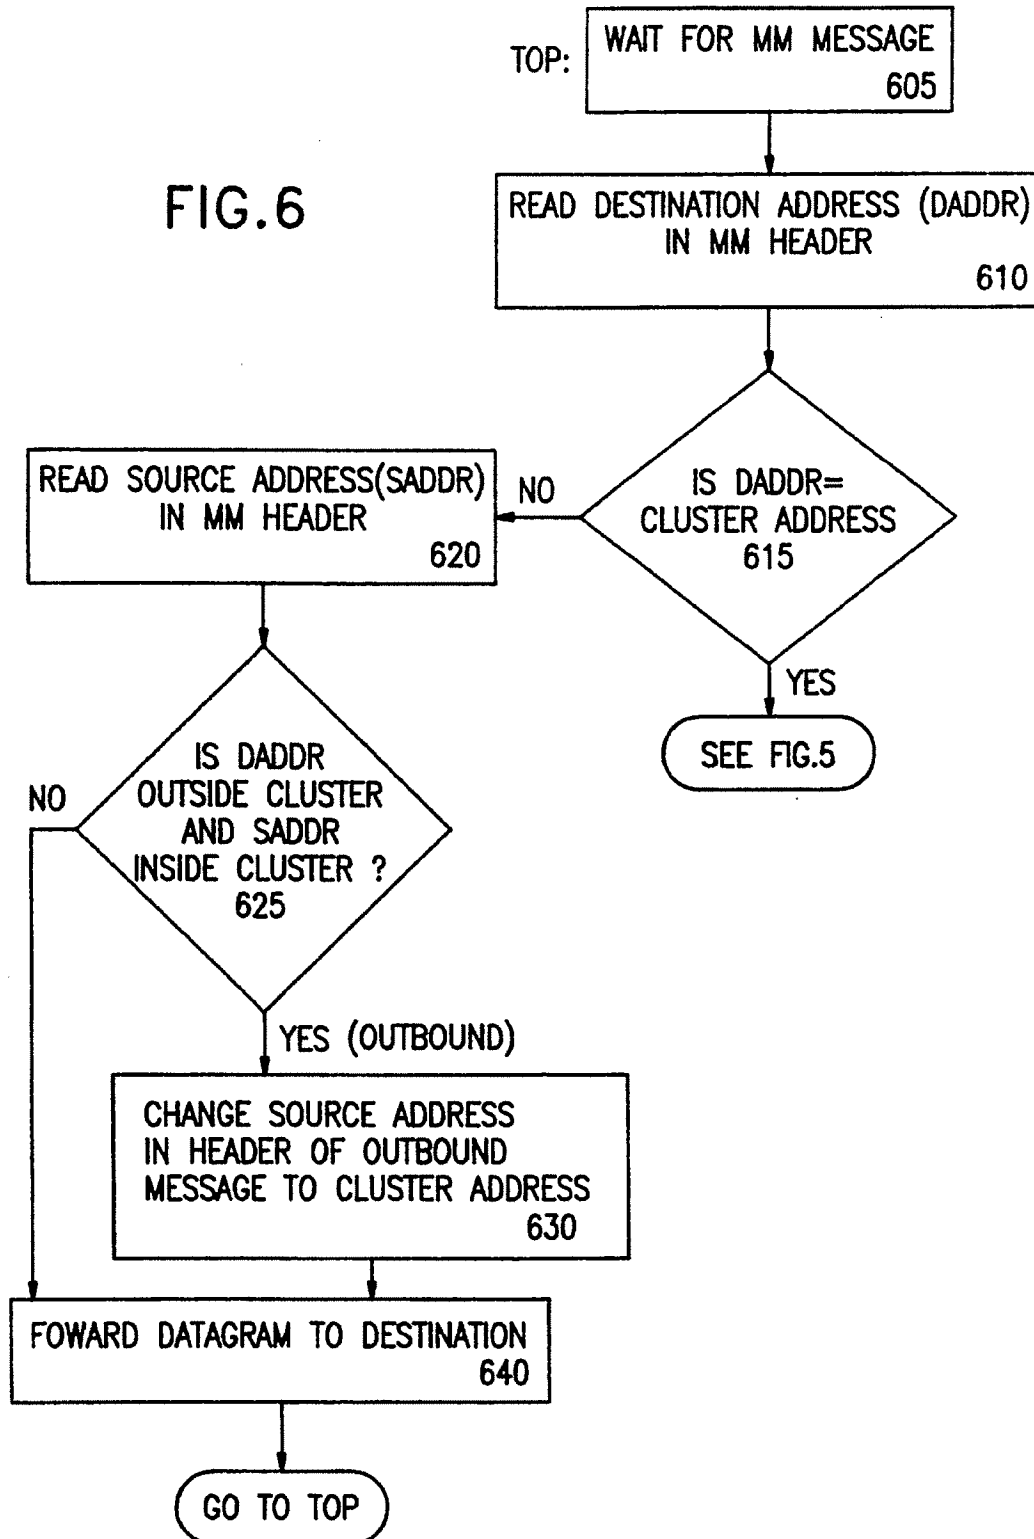 FIG.6
TOP:
WAIT FOR MM MESSAGE
605
READ DESTINATION ADDRESS (DADDR)
IN MM HEADER
610
IS DADDR=
CLUSTER ADDRESS
615
NO
YES
SEE FIG.5
READ SOURCE ADDRESS(SADDR)
IN MM HEADER
620
IS DADDR
OUTSIDE CLUSTER
AND SADDR
INSIDE CLUSTER ?
625
NO
YES (OUTBOUND)
CHANGE SOURCE ADDRESS
IN HEADER OF OUTBOUND
MESSAGE TO CLUSTER ADDRESS
630
FOWARD DATAGRAM TO DESTINATION
640
GO TO TOP